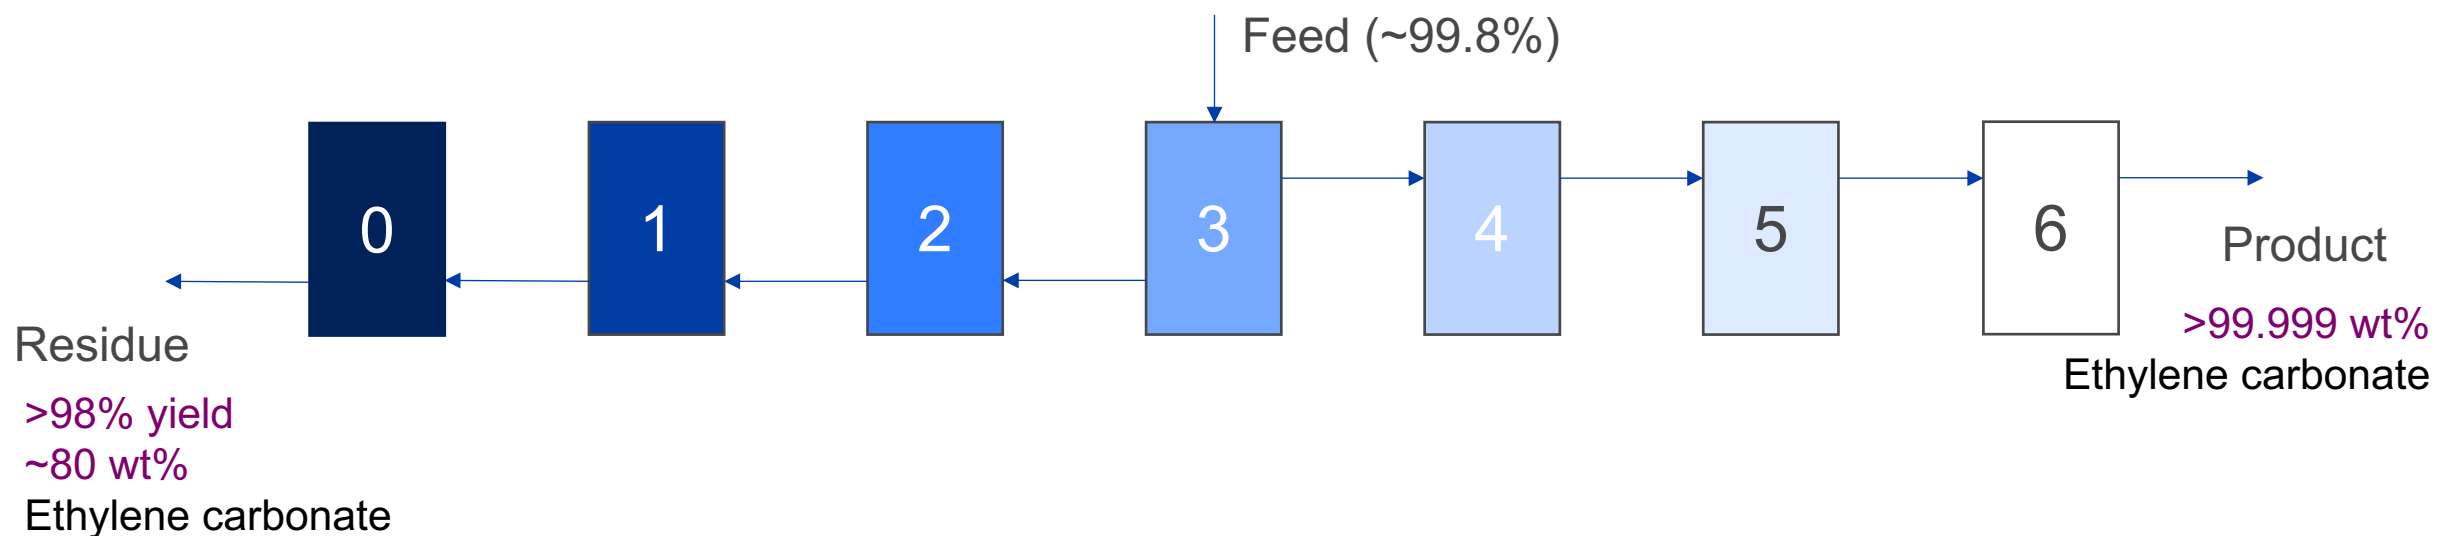 Feed (~99.8%)
0
1
2
3
4
5
6
Product
>99.999 wt%
Ethylene carbonate
Residue
>98% yield
~80 wt%
Ethylene carbonate